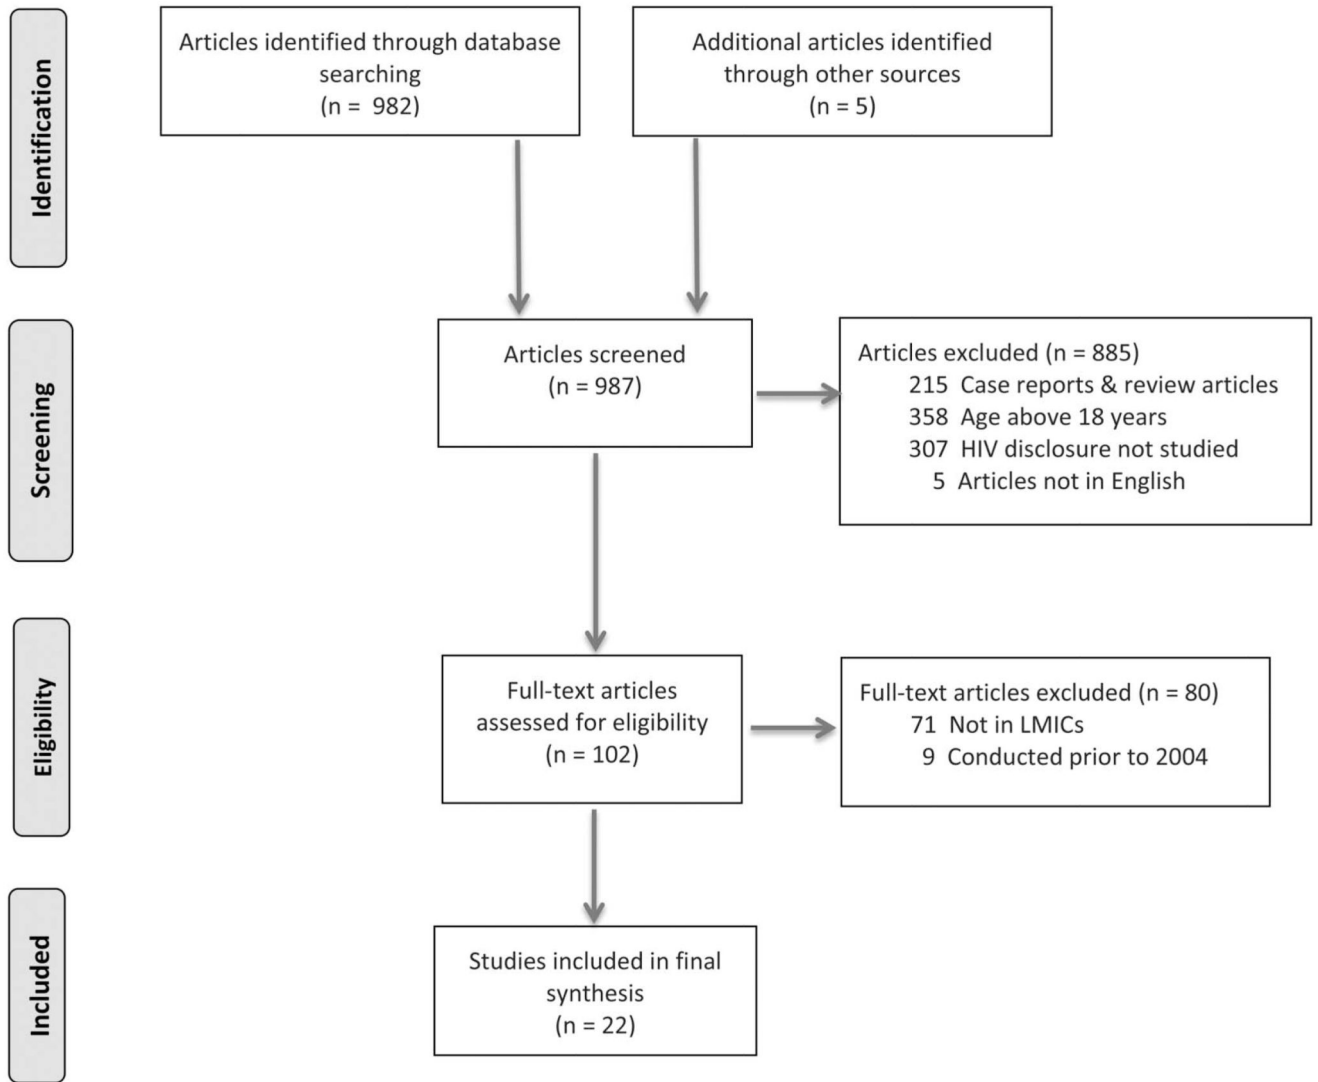 Identification
Articles identified through database
searching
(n = 982)
Additional articles identified
through other sources
(n = 5)
Screening
Articles screened
(n = 987)
Articles excluded (n = 885)
215 Case reports & review articles
358 Age above 18 years
307 HIV disclosure not studied
5 Articles not in English
Eligibility
Full-text articles
assessed for eligibility
(n = 102)
Full-text articles excluded (n = 80)
71 Not in LMICs
9 Conducted prior to 2004
Included
Studies included in final
synthesis
(n = 22)